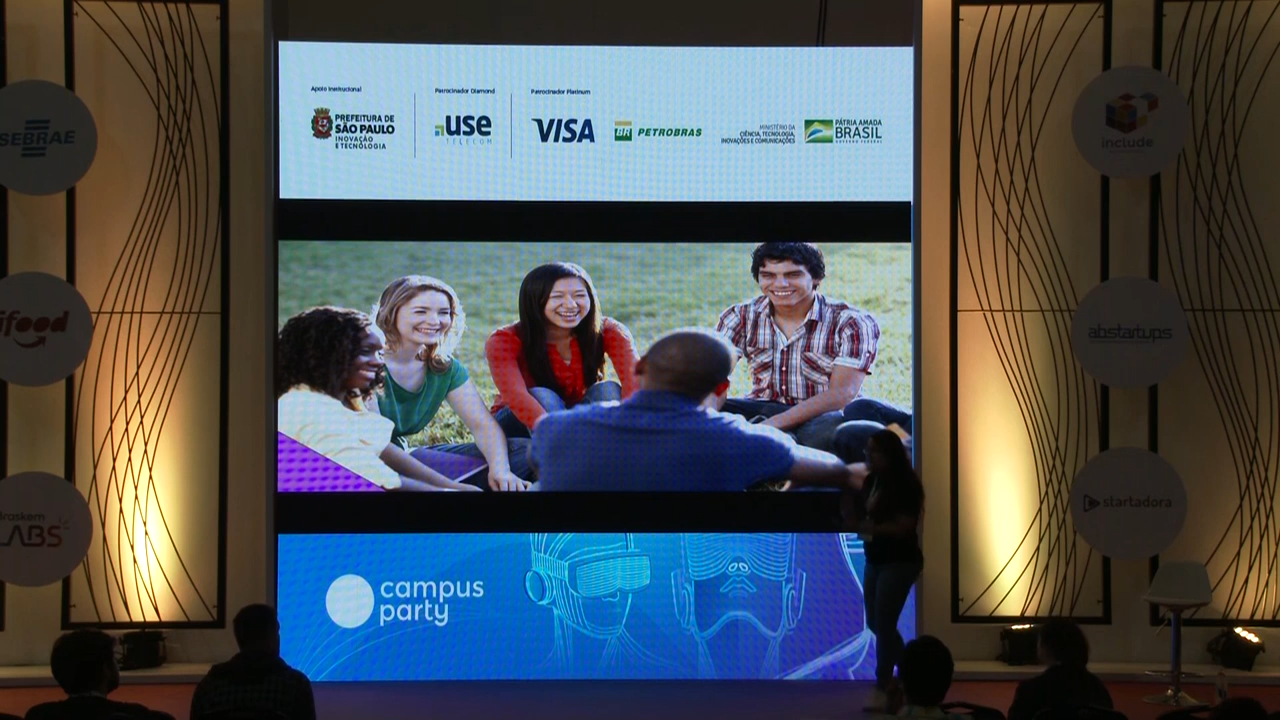 Apoio Institucional
PREFEITURA DE
SÃO PAULO
INOVAÇÃO
E TECNOLOGIA
Patrocinador Diamond
use
TELECOM
Patrocinador Platinum
VISA
BR PETROBRAS
MINISTÉRIO DA
CIÊNCIA, TECNOLOGIA,
INOVAÇÕES E COMUNICAÇÕES
PÁTRIA AMADA
BRASIL
GOVERNO FEDERAL
SEBRAE
ifood
Braskem
LABS
include
abstartups
startadora
campus
party